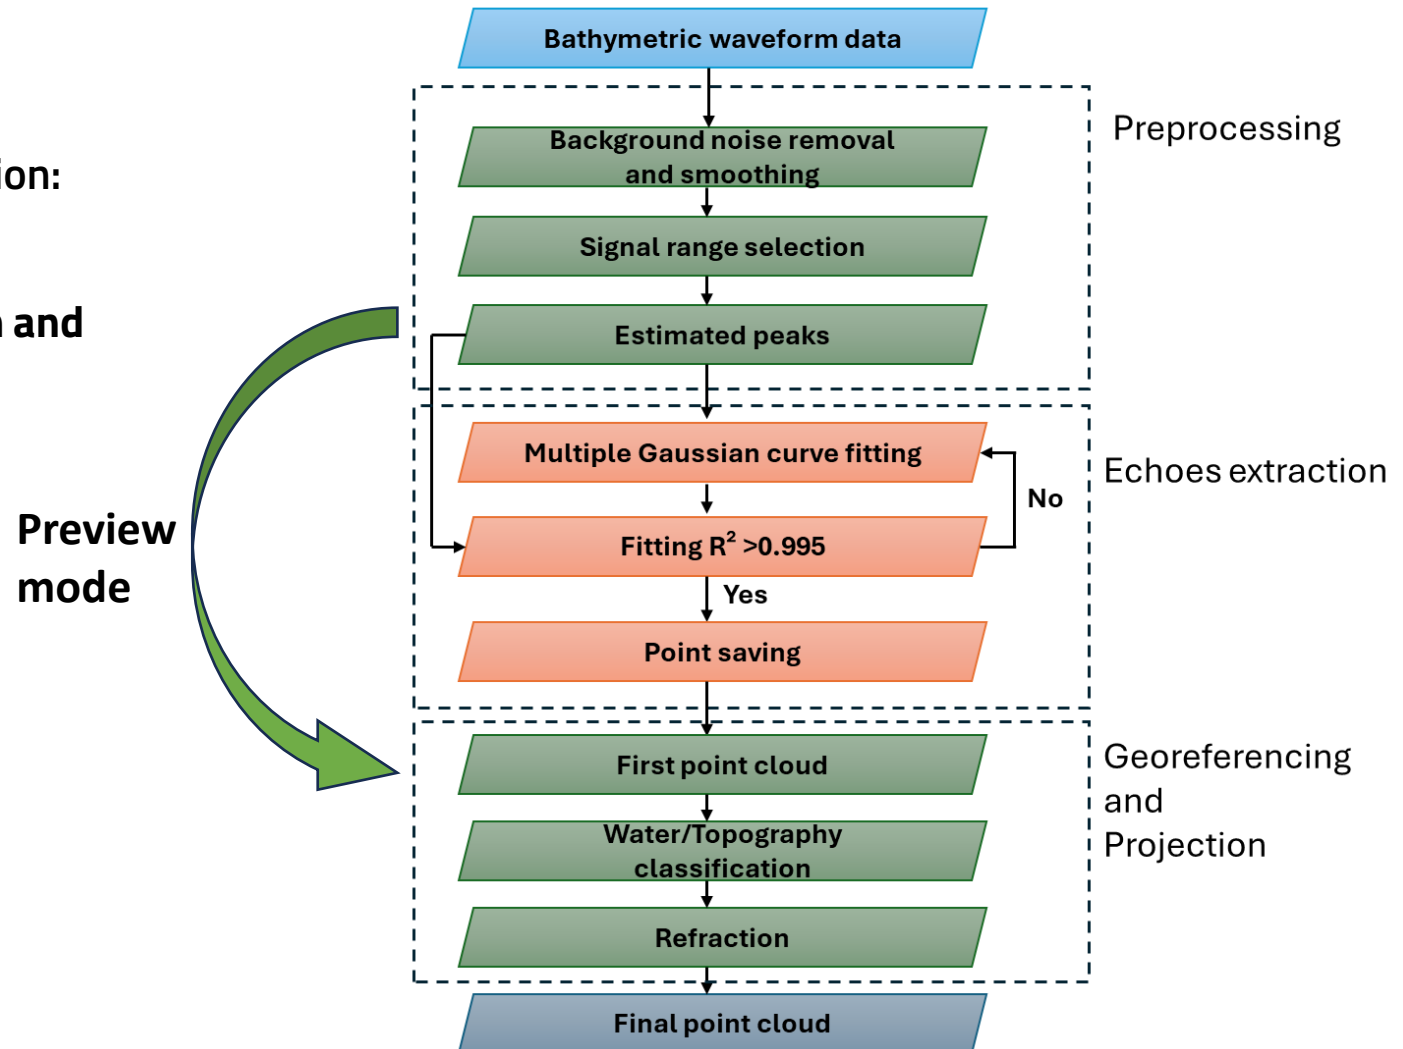 Bathymetric waveform data
Preprocessing
Background noise removal
and smoothing
ion:
Signal range selection
and
Estimated peaks
Multiple Gaussian curve fitting
Echoes extraction
No
Preview
mode
Fitting R² >0.995
Yes
Point saving
First point cloud
Georeferencing
and
Projection
Water/Topography
classification
Refraction
Final point cloud